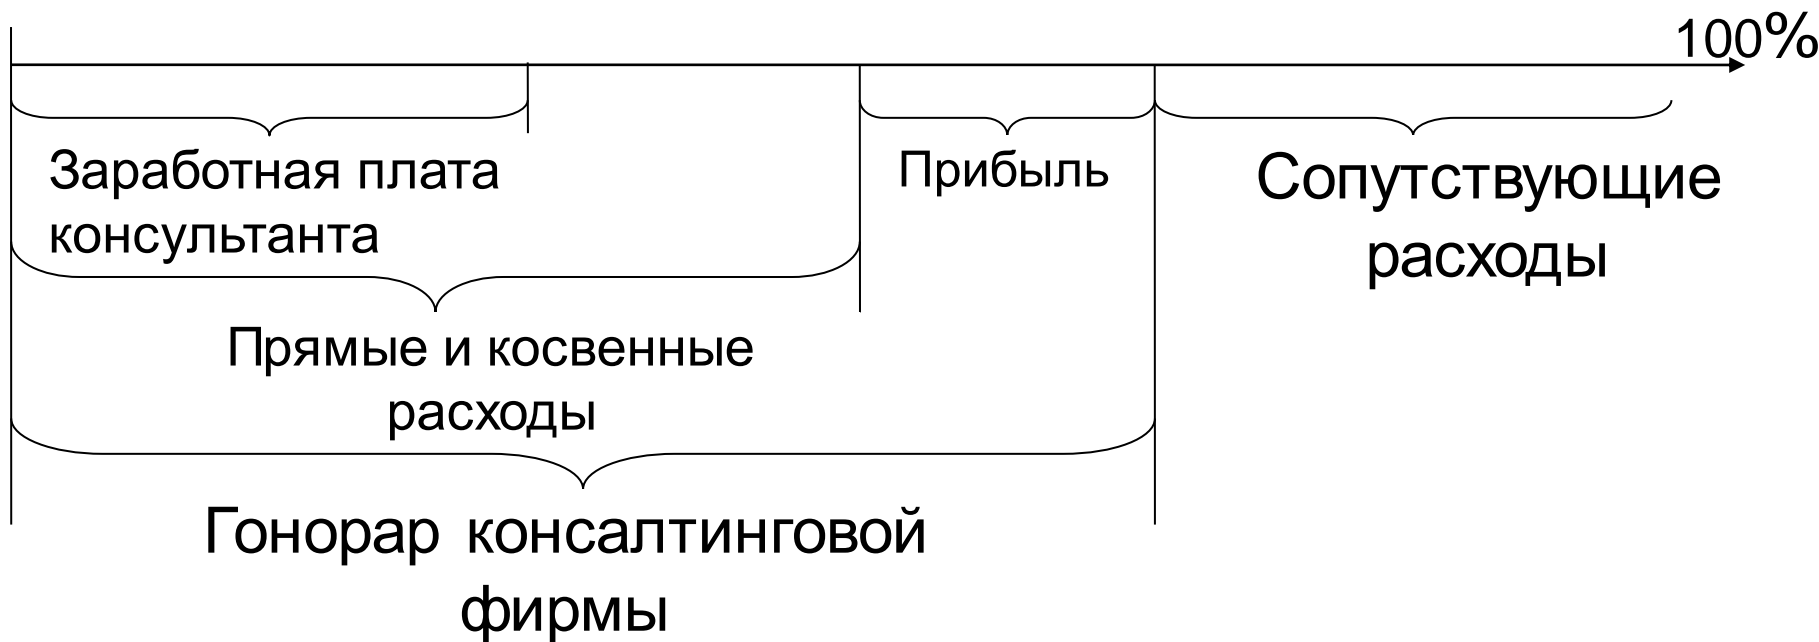 100%
Заработная плата
консультанта
Прибыль
Сопутствующие
расходы
Прямые и косвенные
расходы
Гонорар консалтинговой
фирмы